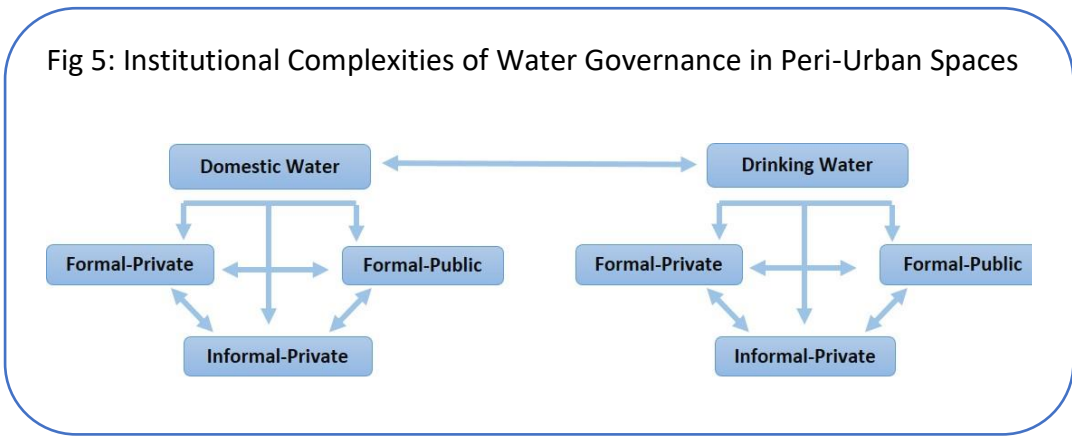 Fig 5: Institutional Complexities of Water Governance in Peri-Urban Spaces
Domestic Water
Drinking Water
Formal-Private
Formal-Public
Formal-Private
Formal-Public
Informal-Private
Informal-Private